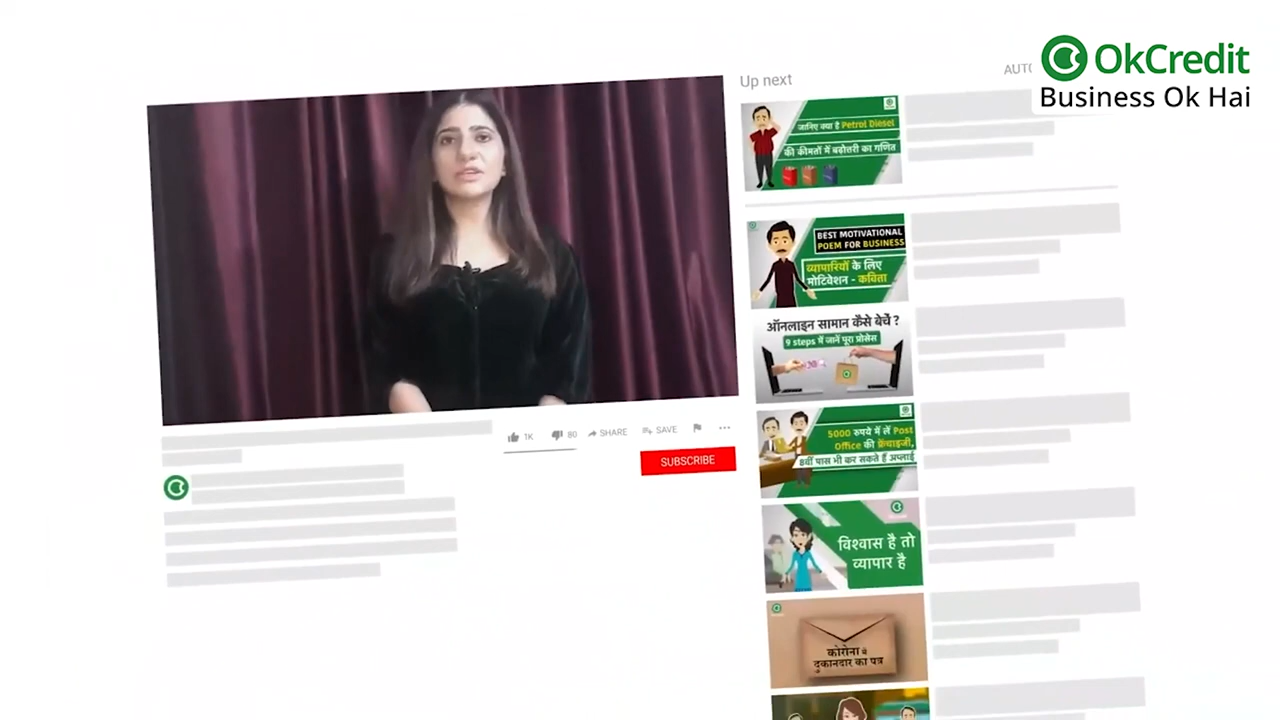 OkCredit
Business Ok Hai
Up next
AUTO
जानिए क्या है Petrol Diesel
की कीमतों में बढ़ोत्तरी का गणित
BEST MOTIVATIONAL
POEM FOR BUSINESS
व्यापारियों के लिए
मोटिवेशन - कविता
ऑनलाइन सामान कैसे बेचें ?
9 steps में जानें पूरा प्रोसेस
1K
80
SHARE
SAVE
SUBSCRIBE
5000 रुपये में लें Post
Office की फ्रैंचाइजी,
8वीं पास भी कर सकते हैं अप्लाई
विश्वास है तो
व्यापार है
कोरोना में
दुकानदार का पत्र